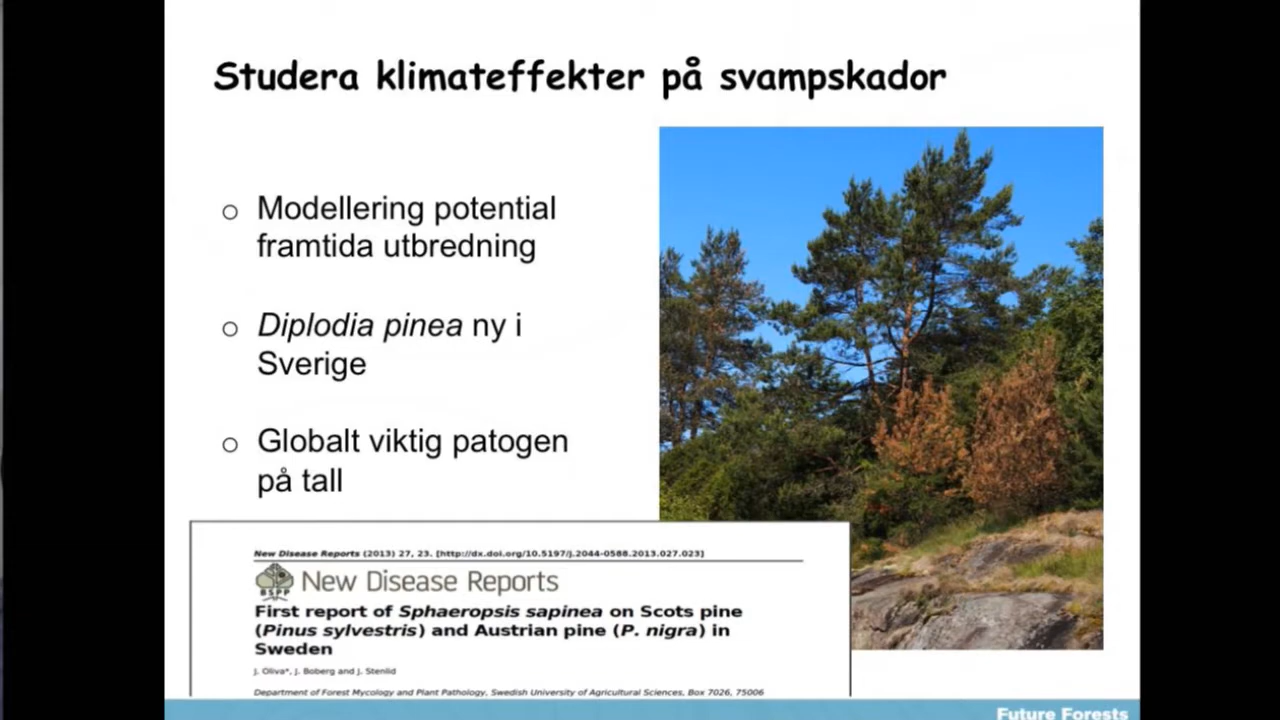 Studera klimateffekter på svampskador
o Modellering potential
framtida utbredning
o Diplodia pinea ny i
Sverige
o Globalt viktig patogen
på tall
New Disease Reports (2013) 27, 23. [http://dx.doi.org/10.5197/j.2044-0588.2013.027.023]
BSPP New Disease Reports
First report of Sphaeropsis sapinea on Scots pine
(Pinus sylvestris) and Austrian pine (P. nigra) in
Sweden
J. Oliva*, J. Boberg and J. Stenlid
Department of Forest Mycology and Plant Pathology, Swedish University of Agricultural Sciences, Box 7026, 75006
Future Forests